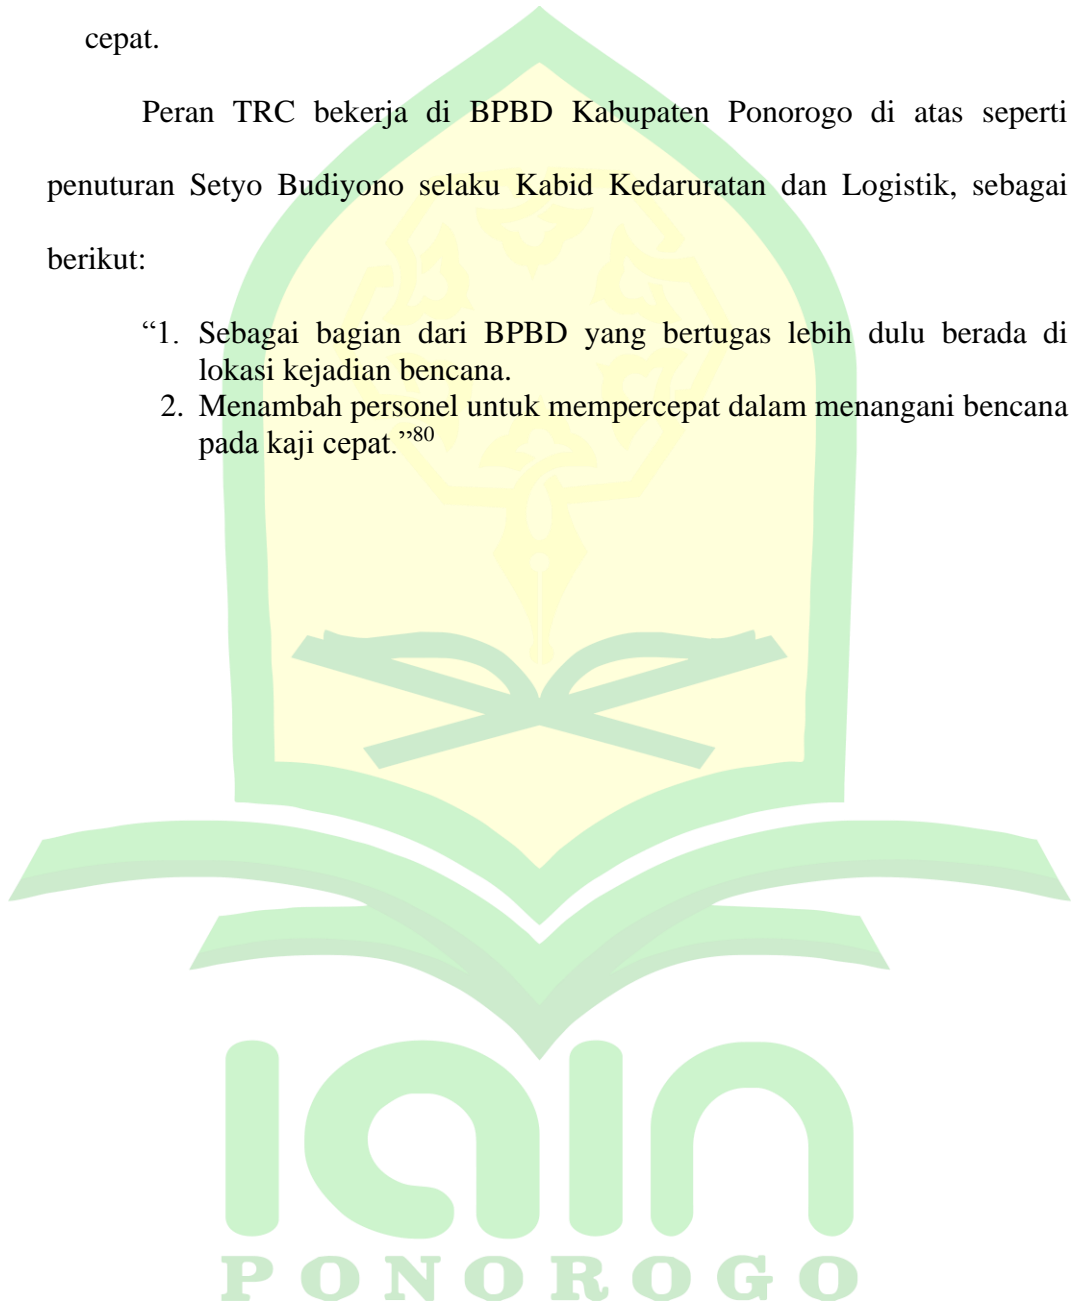 cepat.
Peran TRC bekerja di BPBD Kabupaten Ponorogo di atas seperti
penuturan Setyo Budiyono selaku Kabid Kedaruratan dan Logistik, sebagai
berikut:
“1. Sebagai bagian dari BPBD yang bertugas lebih dulu berada di
lokasi kejadian bencana.
2. Menambah personel untuk mempercepat dalam menangani bencana
pada kaji cepat.”80
iain
PONOROGO